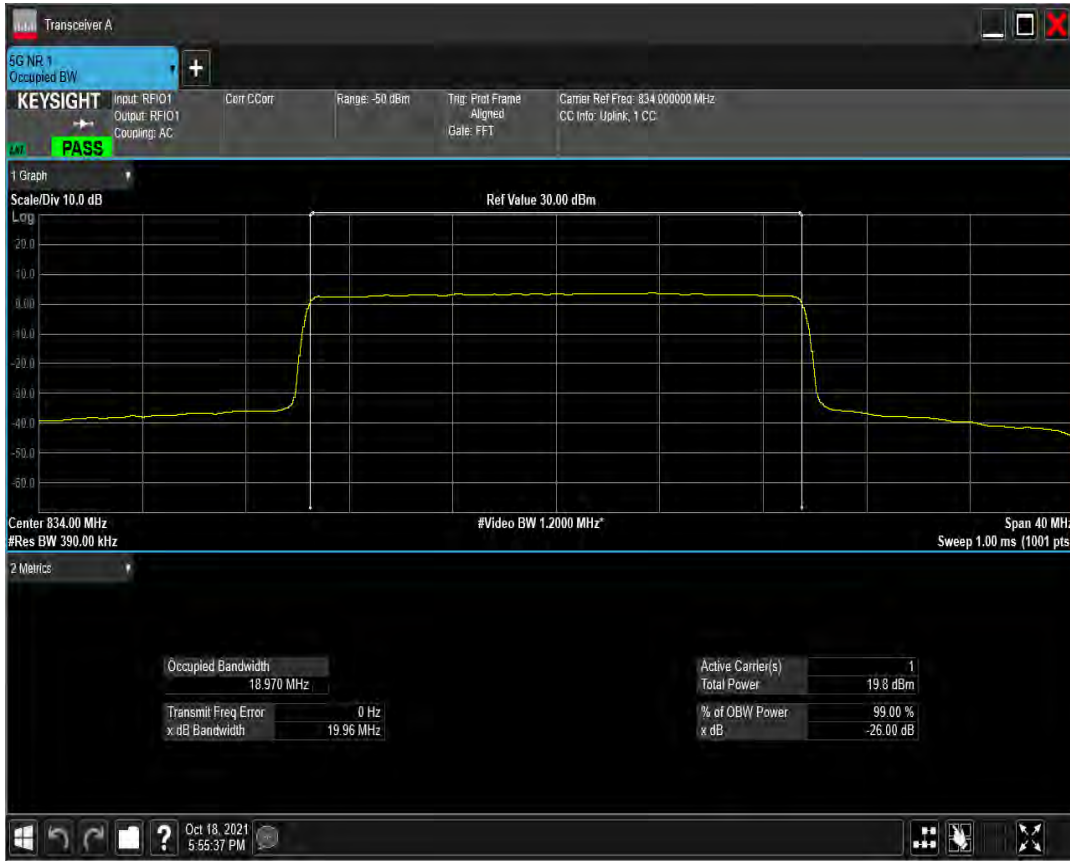 Transceiver A
5G NR 1
Occupied BW
+
KEYSIGHT
Input: RFIO1
Output: RFIO1
Coupling: AC
Corr CCorr
Range: -50 dBm
Trig: Prot Frame
Aligned
Gate: FFT
Carrier Ref Freq: 834.000000 MHz
CC Info: Uplink, 1 CC
PASS
1 Graph
Scale/Div 10.0 dB
Ref Value 30.00 dBm
Log
20.0
10.0
0.00
-10.0
-20.0
-30.0
-40.0
-50.0
-60.0
Center 834.00 MHz
#Video BW 1.2000 MHz*
Span 40 MHz
#Res BW 390.00 kHz
Sweep 1.00 ms (1001 pts
2 Metrics
Occupied Bandwidth
18.970 MHz
Active Carrier(s) 1
Total Power 19.8 dBm
Transmit Freq Error 0 Hz
x dB Bandwidth 19.96 MHz
% of OBW Power 99.00 %
x dB -26.00 dB
?
Oct 18, 2021
5:55:37 PM